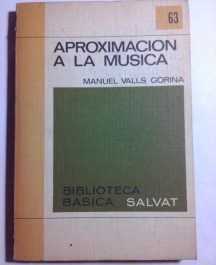 63
APROXIMACION
A LA MUSICA
MANUEL VALLS GORINA
BIBLIOTECA
BASICA SALVAT